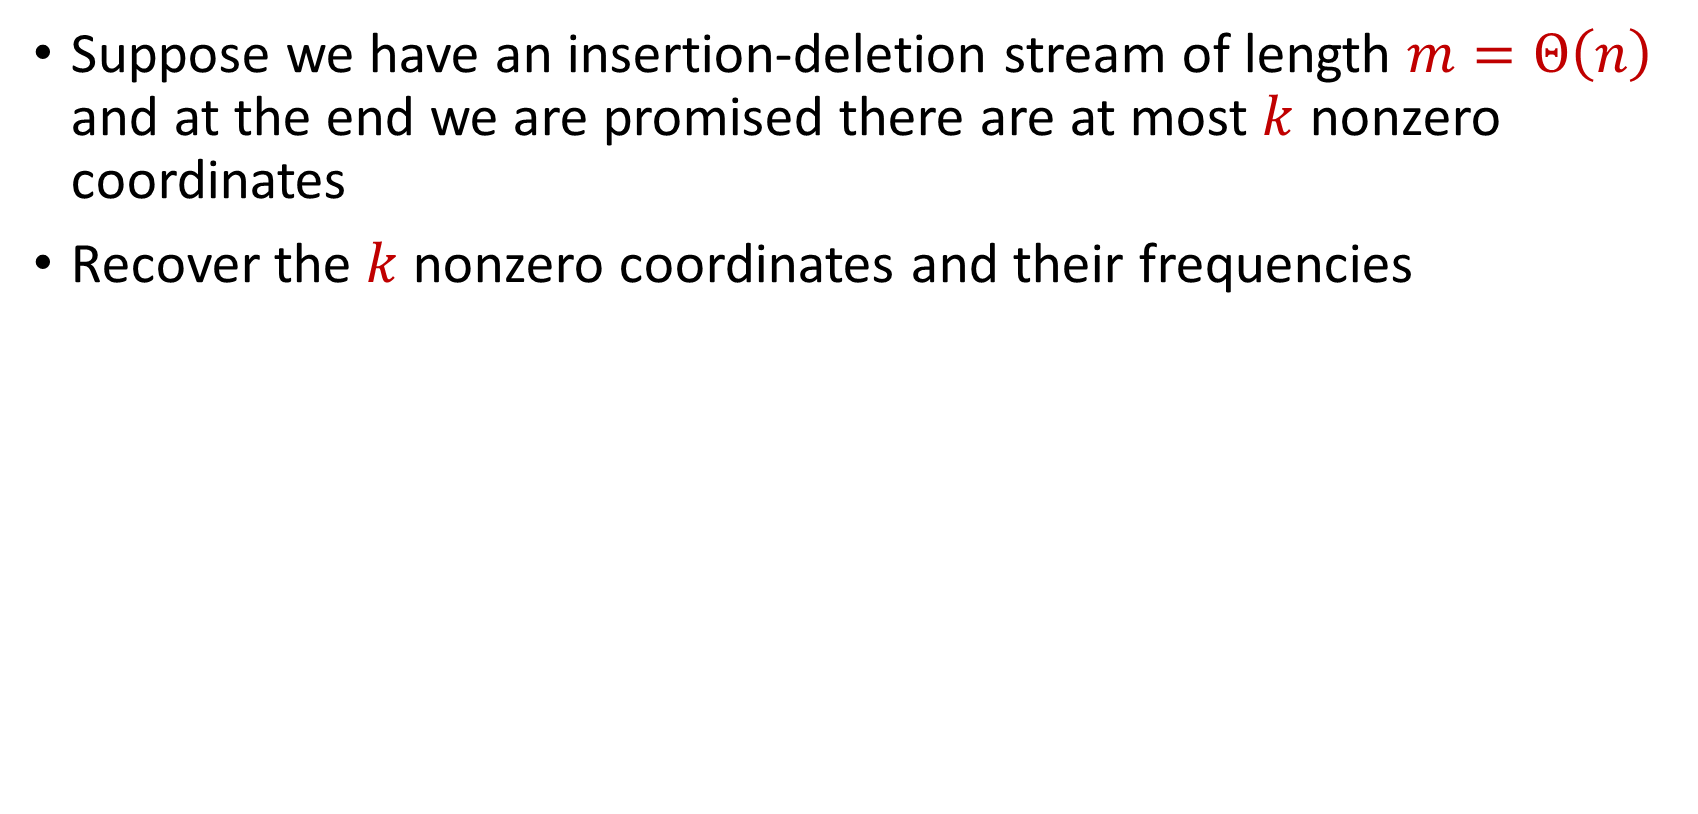 • Suppose we have an insertion-deletion stream of length m = Θ(n)
and at the end we are promised there are at most k nonzero
coordinates
• Recover the k nonzero coordinates and their frequencies